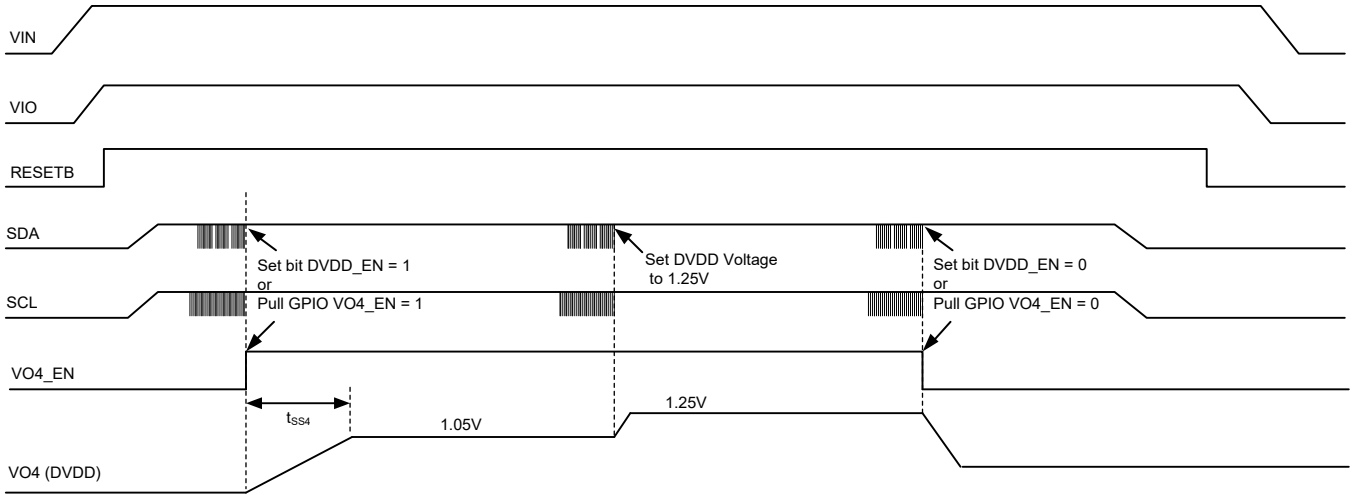 VIN
VIO
RESETB
SDA
Set bit DVDD_EN = 1
or
Pull GPIO VO4_EN = 1
Set DVDD Voltage
to 1.25V
Set bit DVDD_EN = 0
or
Pull GPIO VO4_EN = 0
SCL
VO4_EN
tSS4
1.05V
1.25V
VO4 (DVDD)